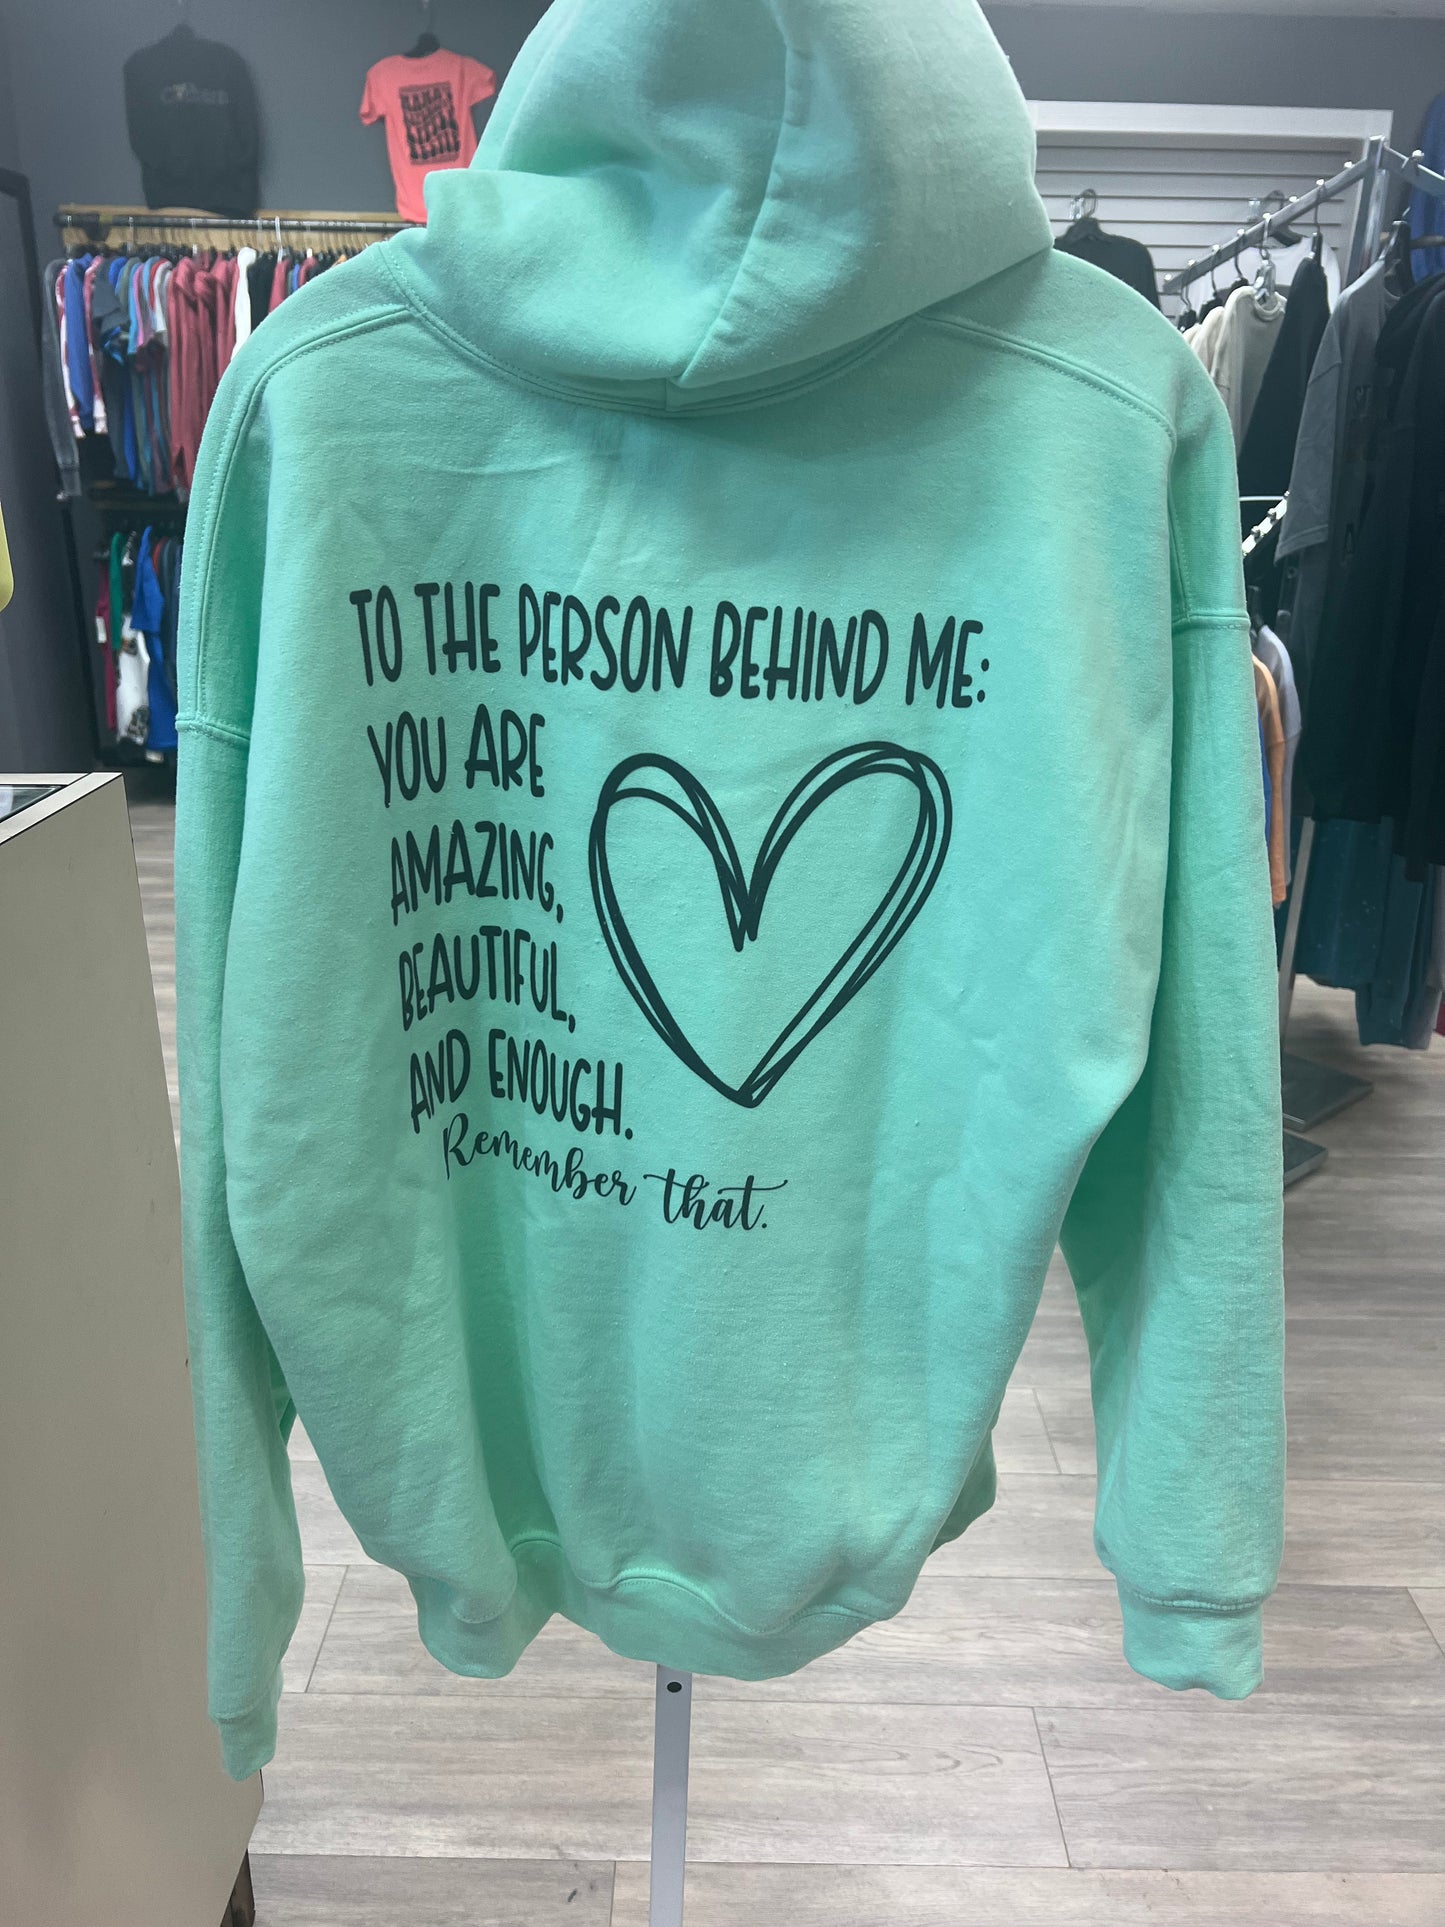 TO THE PERSON BEHIND ME:
YOU ARE
AMAZING,
BEAUTIFUL,
AND ENOUGH.
Remember that.